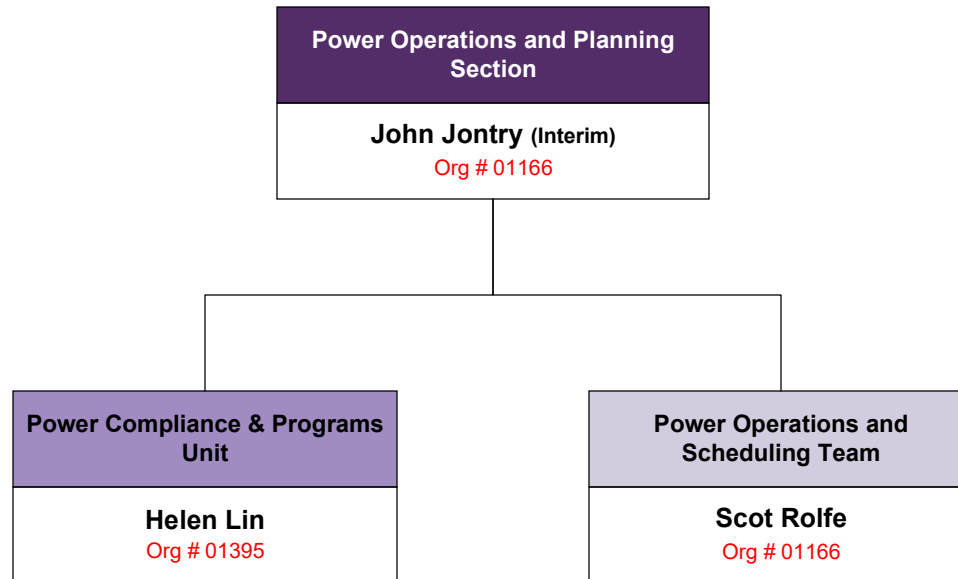 Power Operations and Planning
Section
John Jontry (Interim)
Org # 01166
Power Compliance & Programs
Unit
Helen Lin
Org # 01395
Power Operations and
Scheduling Team
Scot Rolfe
Org # 01166